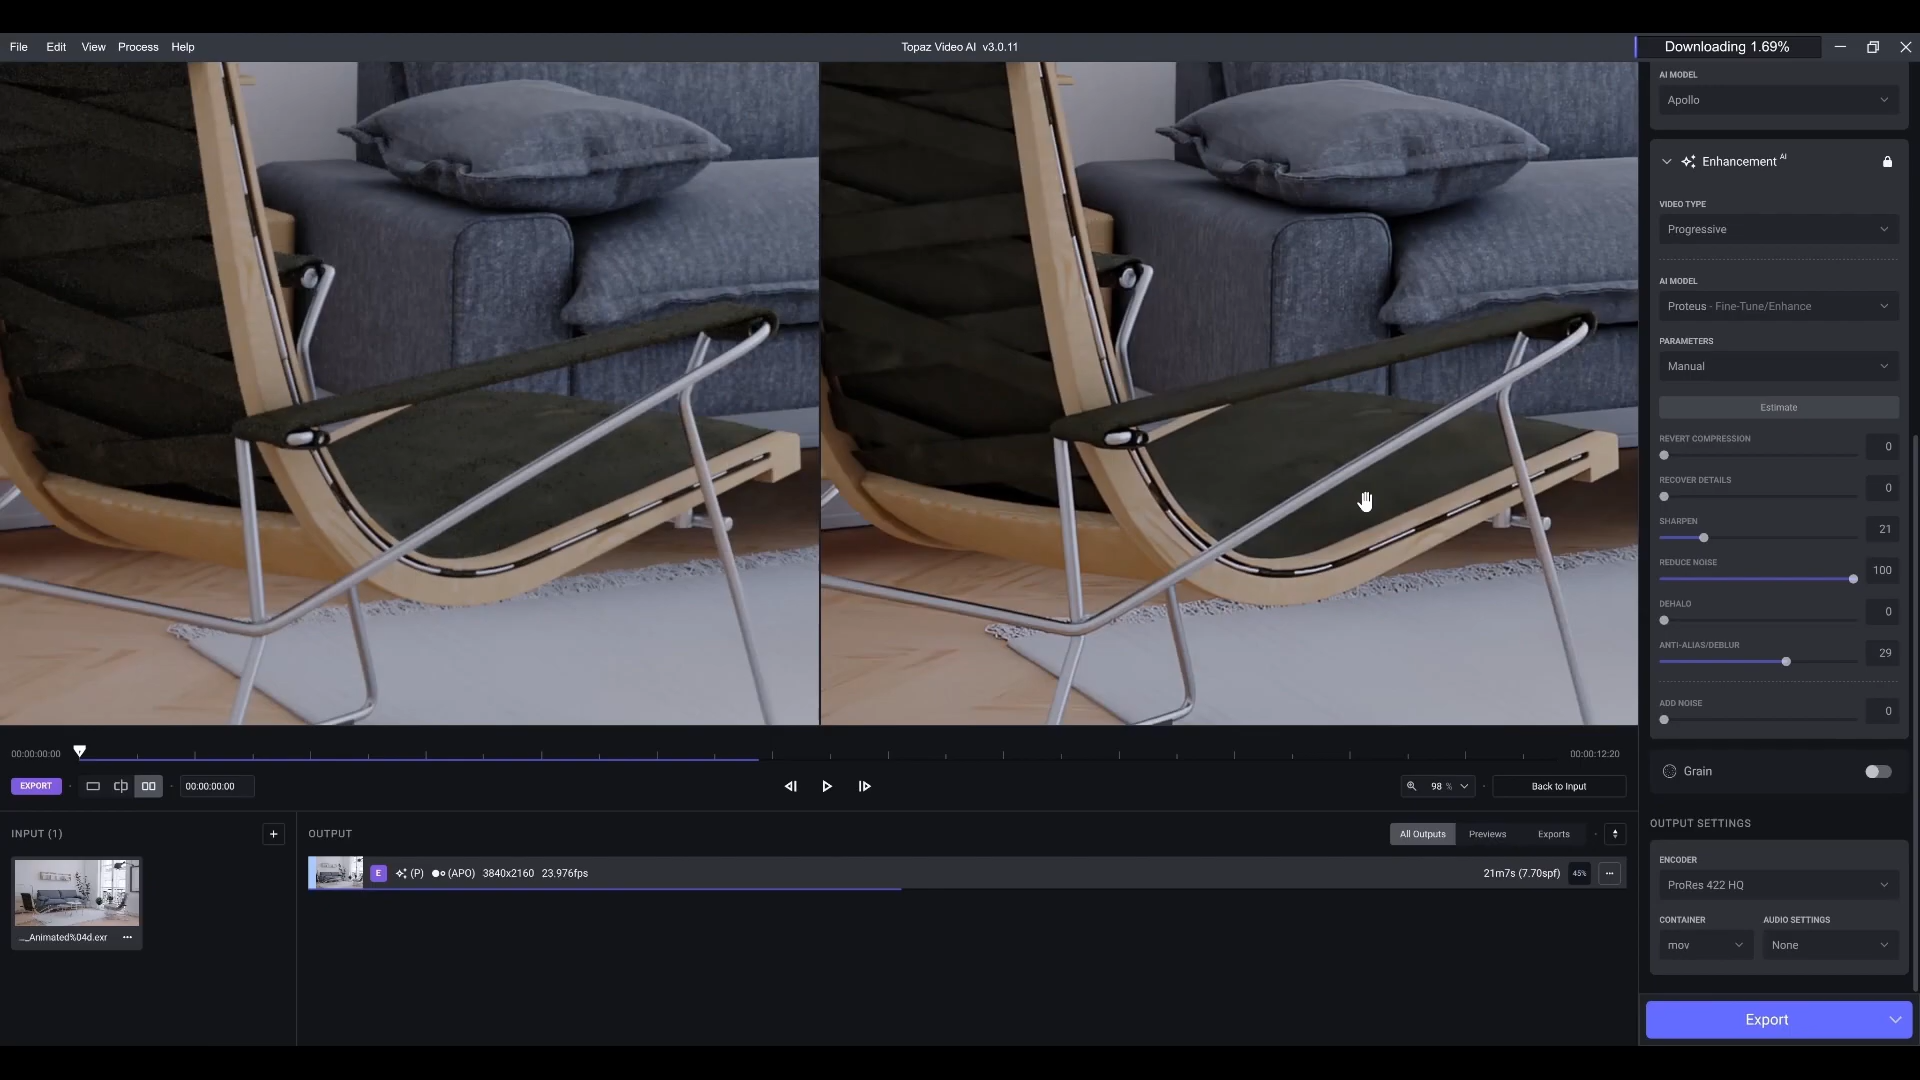 File Edit View Process Help
Topaz Video AI v3.0.11
Downloading 1.69%
AI MODEL
Apollo
Enhancement AI
VIDEO TYPE
Progressive
AI MODEL
Proteus - Fine-Tune/Enhance
PARAMETERS
Manual
Estimate
REVERT COMPRESSION
0
RECOVER DETAILS
0
SHARPEN
21
REDUCE NOISE
100
DEHALO
0
ANTI-ALIAS/DEBLUR
29
ADD NOISE
0
Grain
OUTPUT SETTINGS
ENCODER
ProRes 422 HQ
CONTAINER AUDIO SETTINGS
mov None
Export
00:00:00:00 00:00:12:20
EXPORT 00:00:00:00 98 % Back to Input
INPUT (1) +
..._Animated%04d.exr ...
OUTPUT All Outputs Previews Exports
E (P) (APO) 3840x2160 23.976fps 21m7s (7.70spf) 45% ...